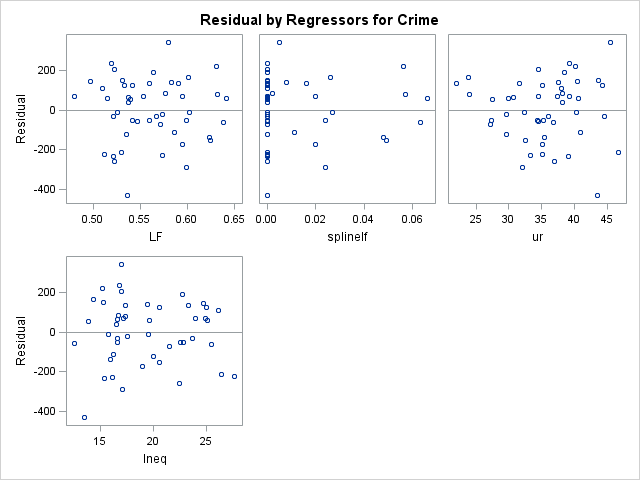 Residual by Regressors for Crime
Residual
200
0
-200
-400
0.50 0.55 0.60 0.65
LF
0.00 0.02 0.04 0.06
splinelf
25 30 35 40 45
ur
Residual
200
0
-200
-400
15 20 25
Ineq